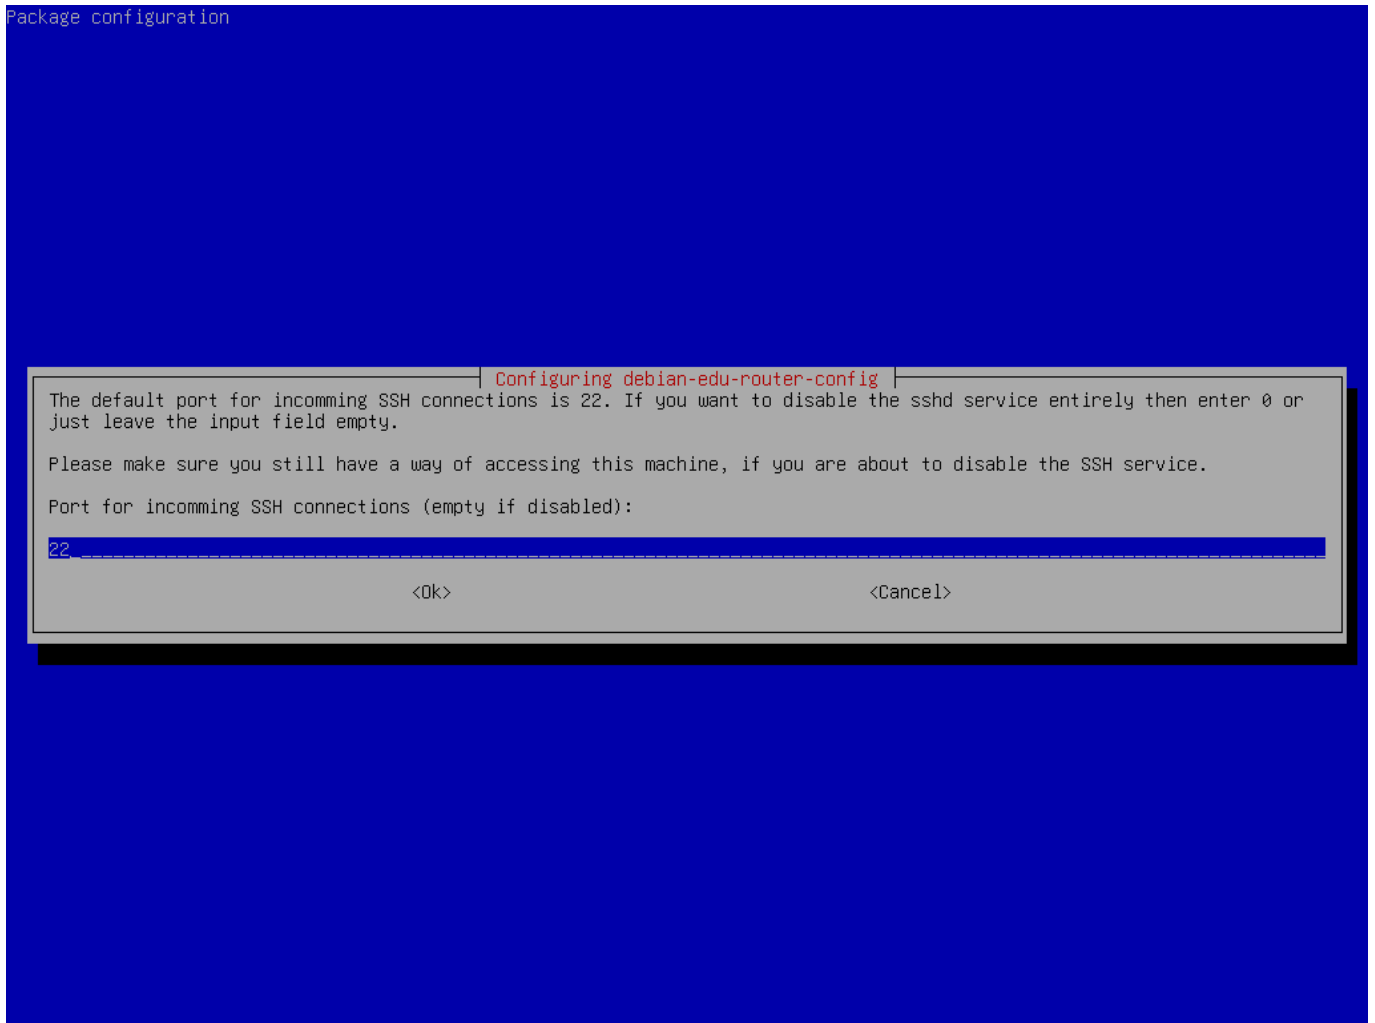 Package configuration
Configuring debian-edu-router-config
The default port for incomming SSH connections is 22. If you want to disable the sshd service entirely then enter 0 or
just leave the input field empty.
Please make sure you still have a way of accessing this machine, if you are about to disable the SSH service.
Port for incomming SSH connections (empty if disabled):
22
<Ok> <Cancel>